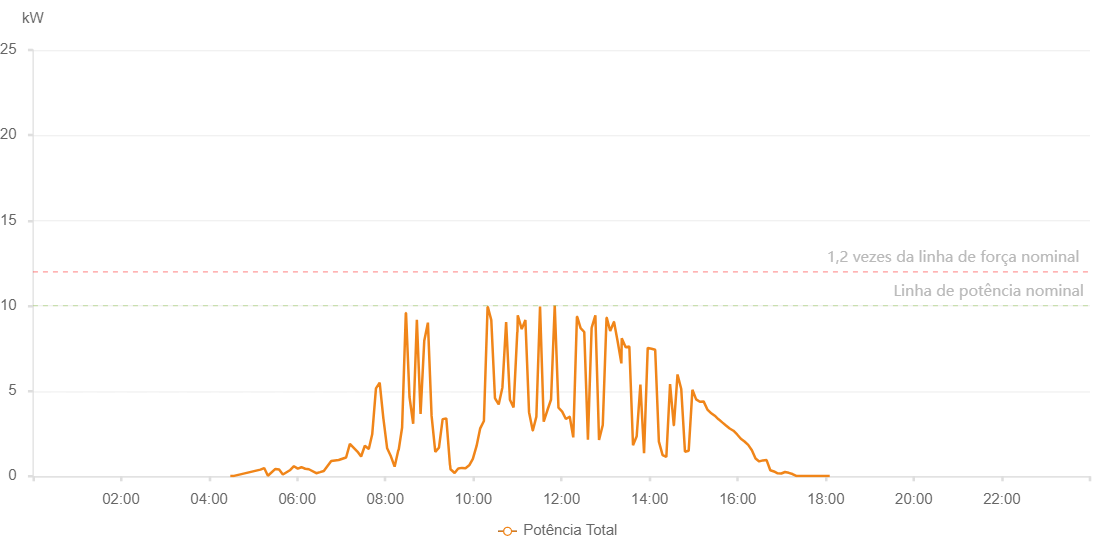 kW
25
20
15
1,2 vezes da linha de força nominal
Linha de potência nominal
10
5
0
02:00 04:00 06:00 08:00 10:00 12:00 14:00 16:00 18:00 20:00 22:00
Potência Total